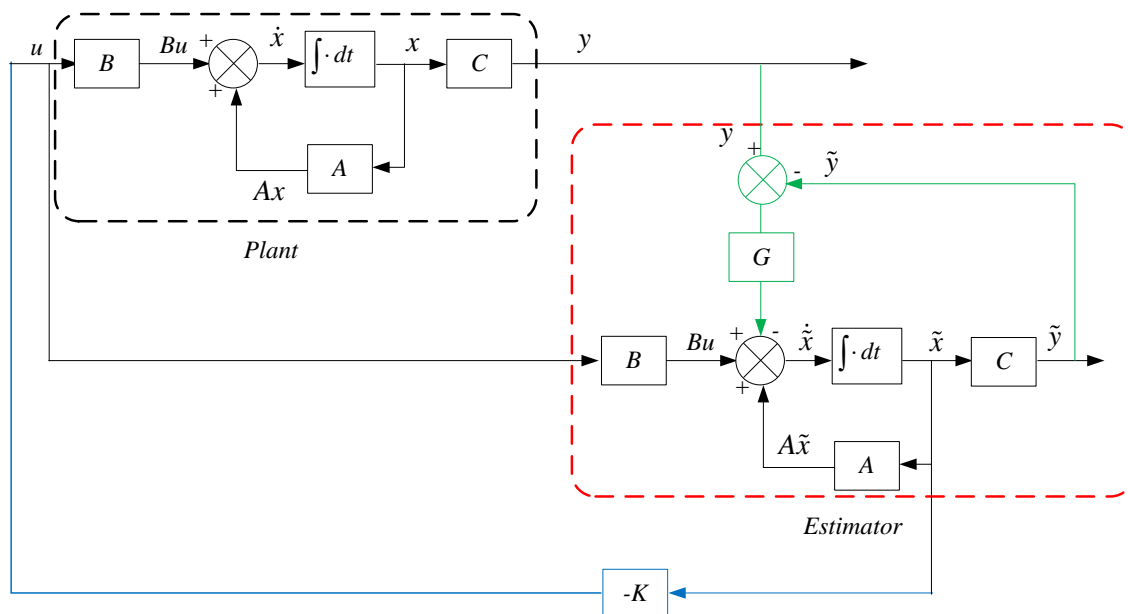 u B Bu + ẋ ∫· dt x C y
+
A
Ax
y + ỹ
-
Plant
G
+ -
B Bu x̃̇ ∫· dt x̃ C ỹ
+
Ax̃ A
Estimator
-K